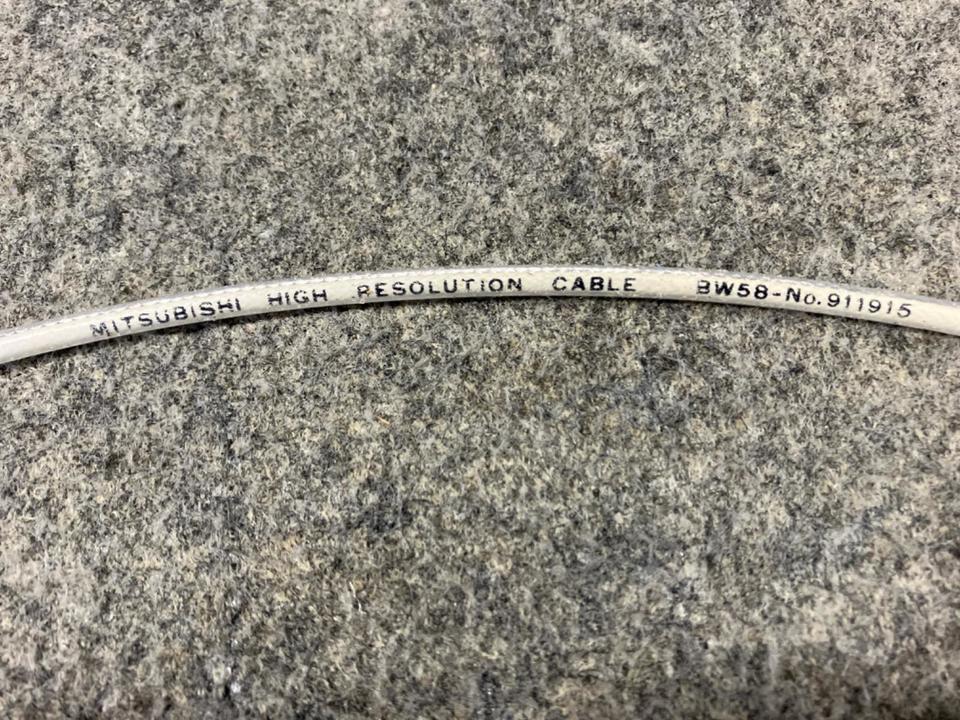 MITSUBISHI HIGH RESOLUTION CABLE BW58-No.911915